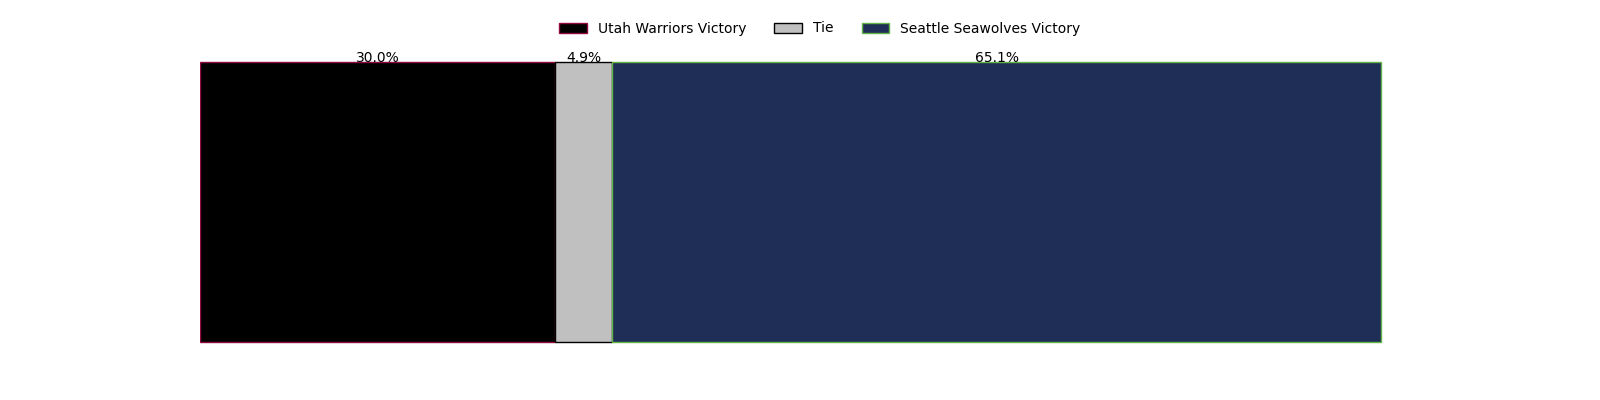 Utah Warriors Victory Tie Seattle Seawolves Victory
30.0% 4.9% 65.1%